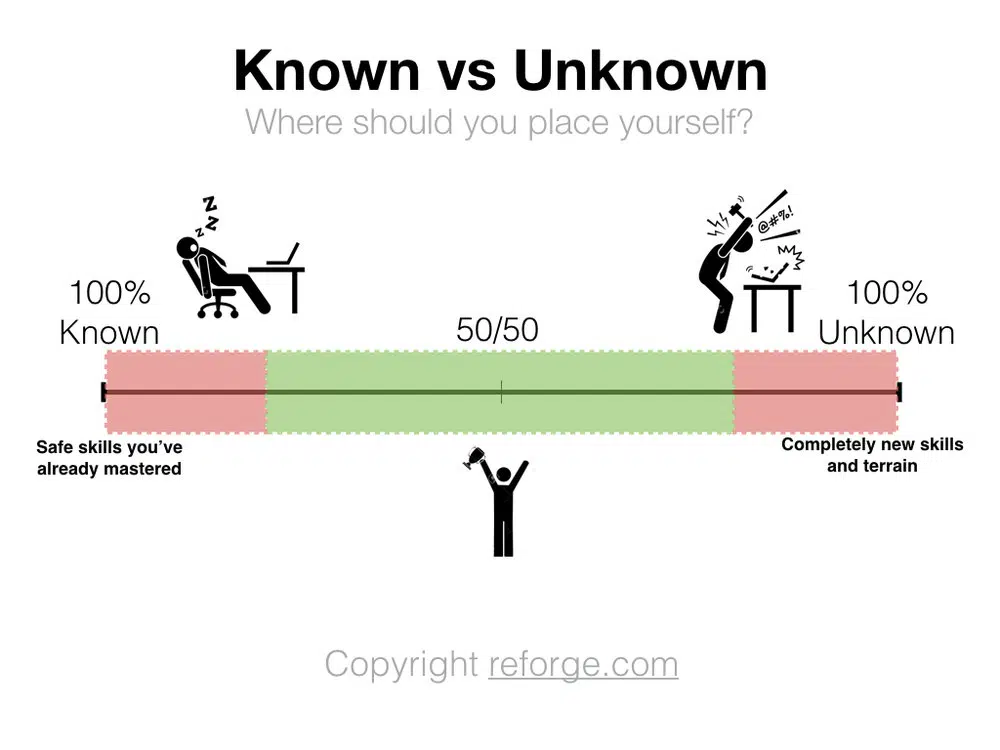 Known vs Unknown
Where should you place yourself?
Z
Z
Z
@#%!
100%
Known
50/50
100%
Unknown
Safe skills you've
already mastered
Completely new skills
and terrain
Copyright reforge.com